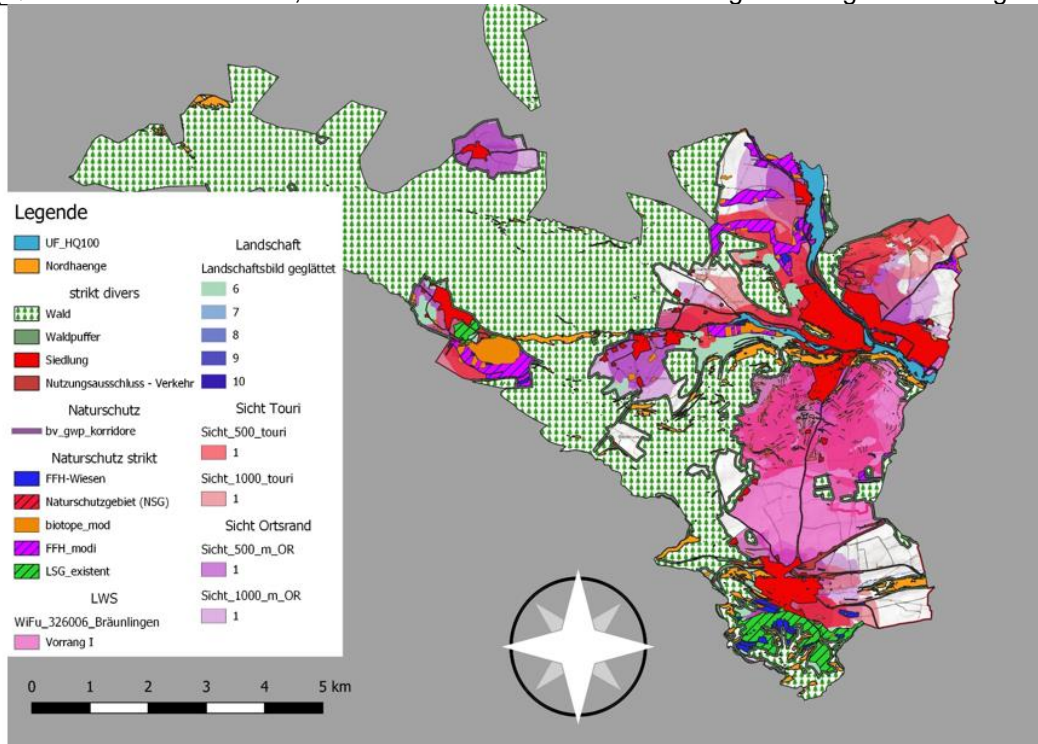 Legende
UF_HQ100
Nordhaenge
strikt divers
Wald
Waldpuffer
Siedlung
Nutzungsausschluss - Verkehr
Naturschutz
bv_gwp_korridore
Naturschutz strikt
FFH-Wiesen
Naturschutzgebiet (NSG)
biotope_mod
FFH_modi
LSG_existent
LWS
WiFu_326006_Bräunlingen
Vorrang I
Landschaft
Landschaftsbild geglättet
6
7
8
9
10
Sicht Touri
Sicht_500_touri
1
Sicht_1000_touri
1
Sicht Ortsrand
Sicht_500_m_OR
1
Sicht_1000_m_OR
1
0 1 2 3 4 5 km